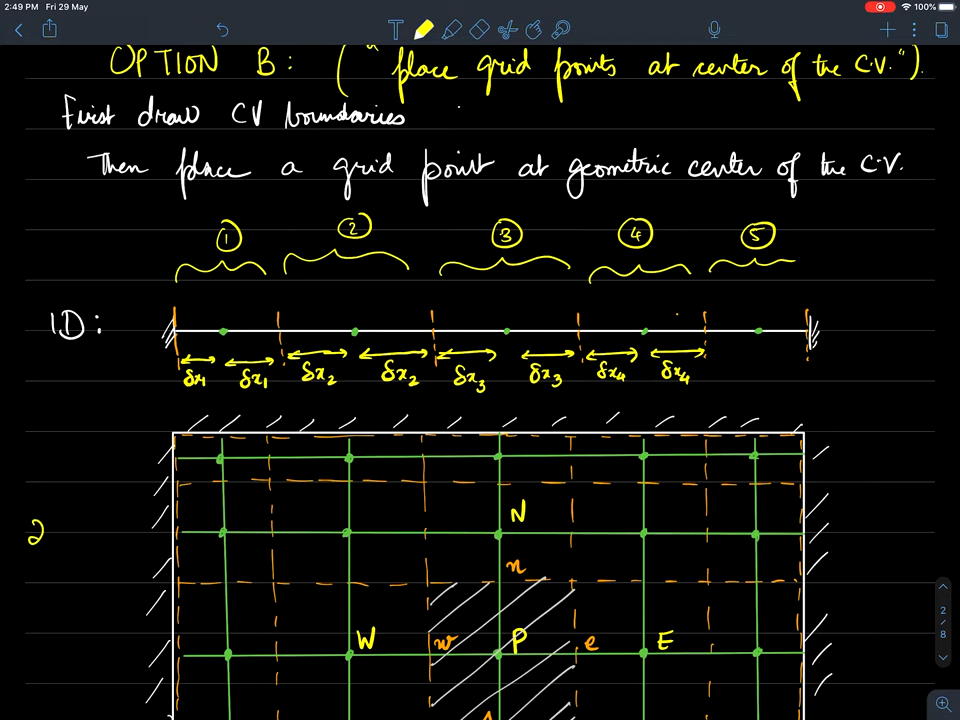 2:49 PM Fri 29 May
100%
OPTION B: ("place grid points at center of the C.V.").
First draw CV boundaries
Then place a grid point at geometric center of the C.V.
① ② ③ ④ ⑤
1D:
δx1 δx1 δx2 δx2 δx3 δx3 δx4 δx4
N
2
n
W w P e E
2
/
8